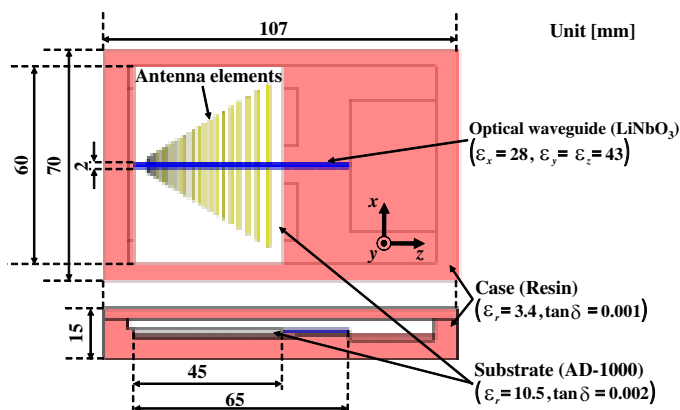 107
Unit [mm]
Antenna elements
60
70
2
Optical waveguide (LiNbO3)
(εx = 28, εy = εz = 43)
x
y
z
Case (Resin)
(εr = 3.4, tanδ = 0.001)
15
Substrate (AD-1000)
(εr = 10.5, tanδ = 0.002)
45
65